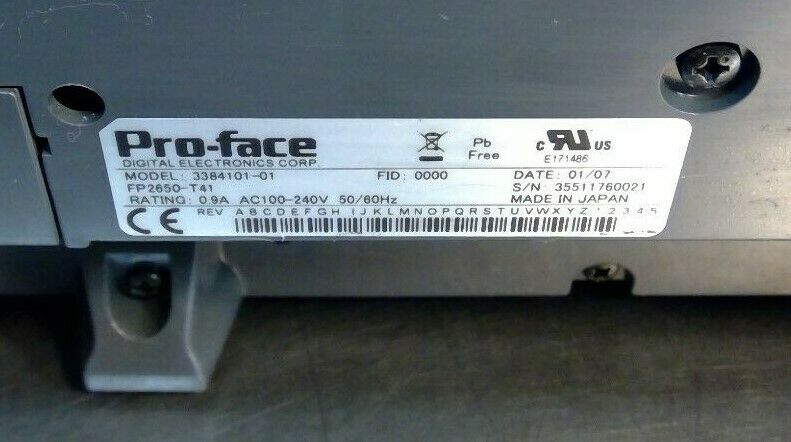 Pro-face
DIGITAL ELECTRONICS CORP.
Pb
Free
c RU US
E171486
MODEL: 3384101-01 FID: 0000 DATE: 01/07
FP2650-T41 S/N: 35511760021
RATING: 0.9A AC100-240V 50/60Hz MADE IN JAPAN
CE REV A B C D E F G H I J K L M N O P Q R S T U V W X Y Z 1 2 3 4 5